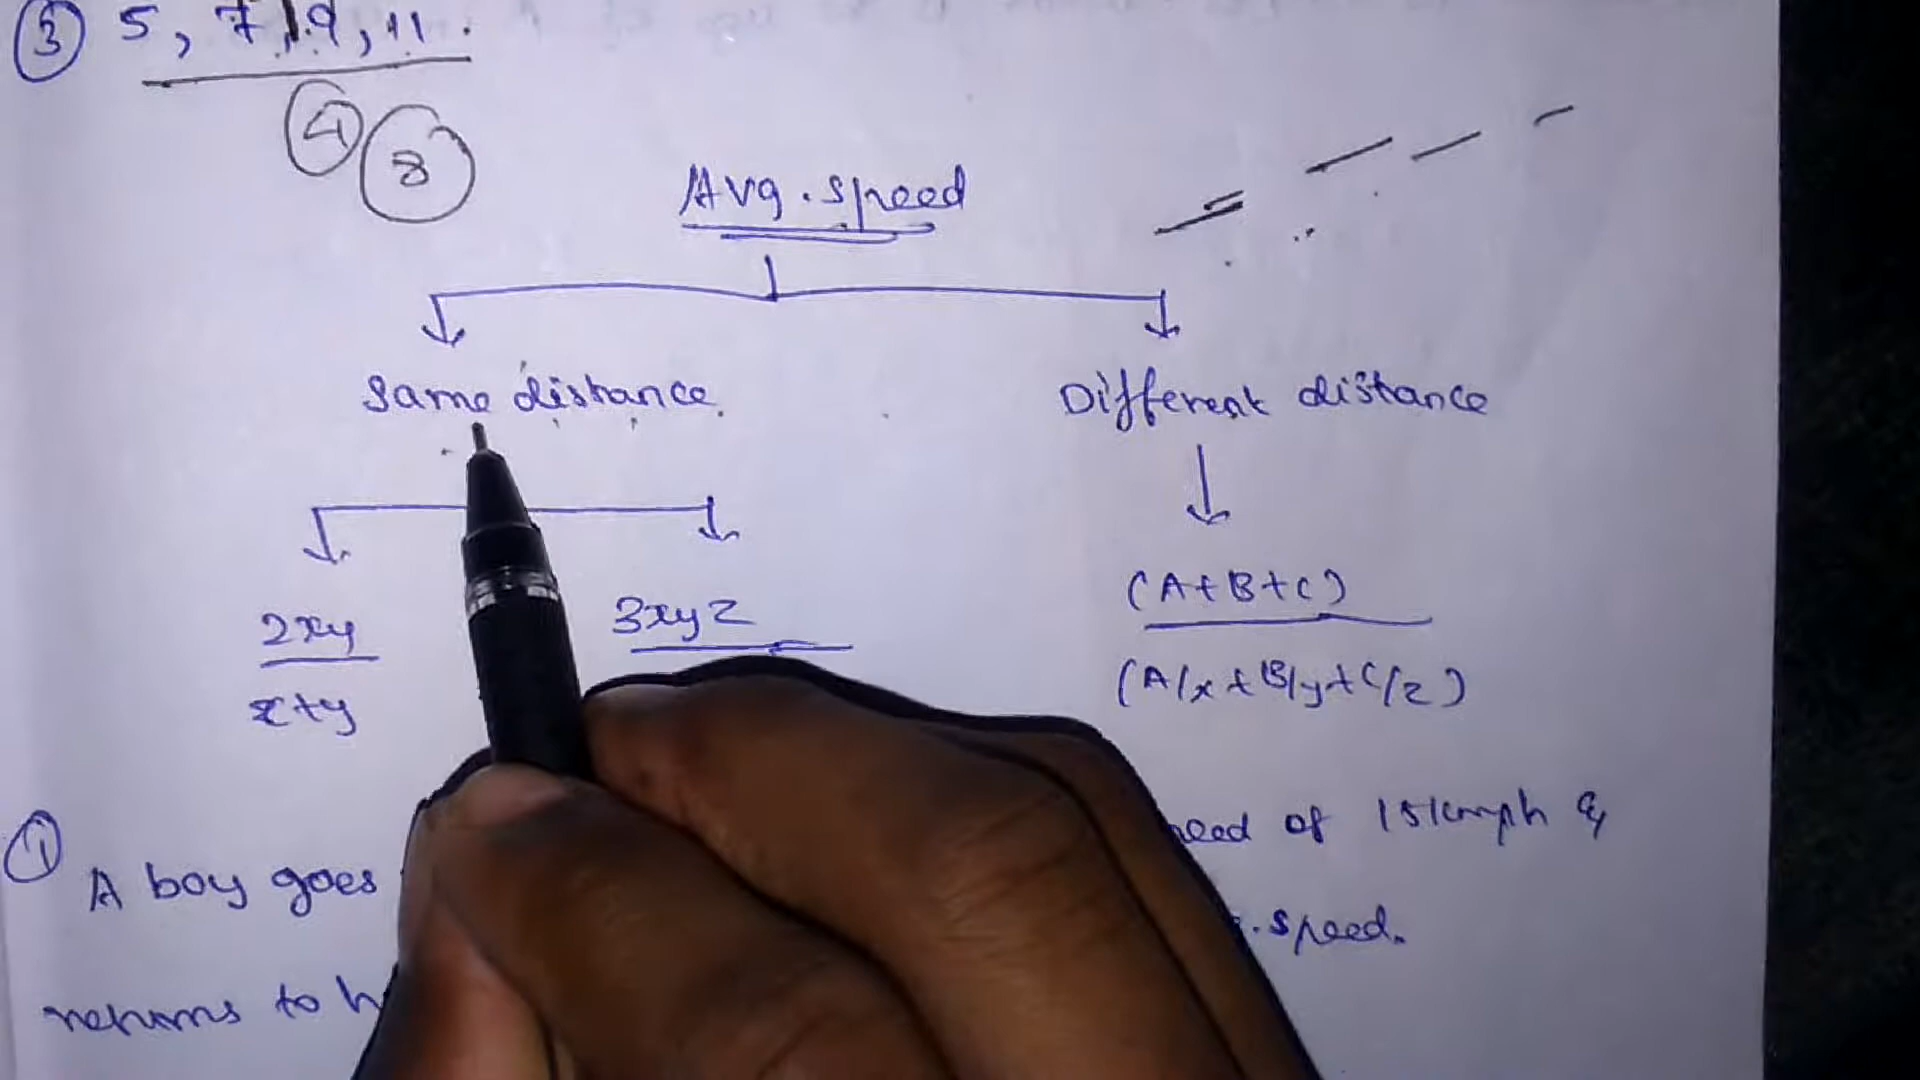 ③ 5, 7, 9, 11.
④ ⑧
Avg. speed
Same distance Different distance
2xy 3xyz (A+B+C)
x+y (A/x + B/y + C/z)
① A boy goes speed of 15kmph &
returns to speed.